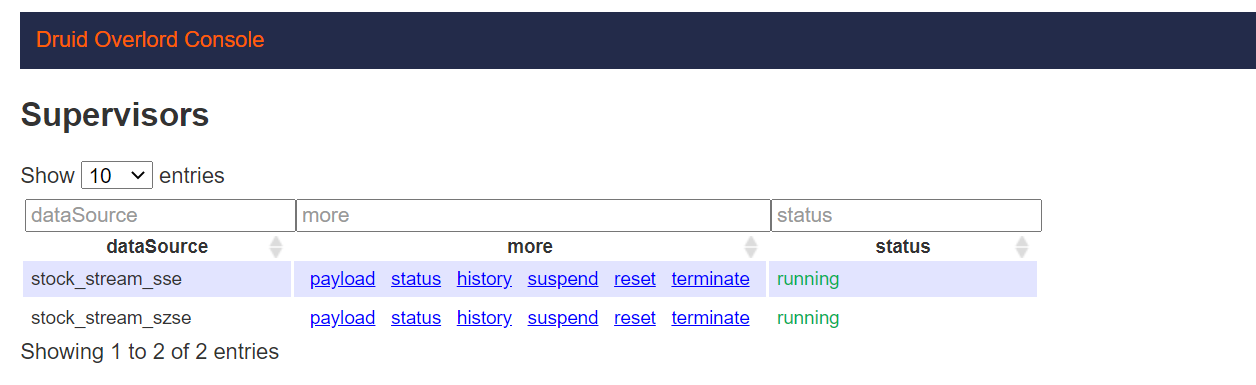 Druid Overlord Console
Supervisors
Show 10 entries
dataSource more status
dataSource more status
stock_stream_sse payload status history suspend reset terminate running
stock_stream_szse payload status history suspend reset terminate running
Showing 1 to 2 of 2 entries